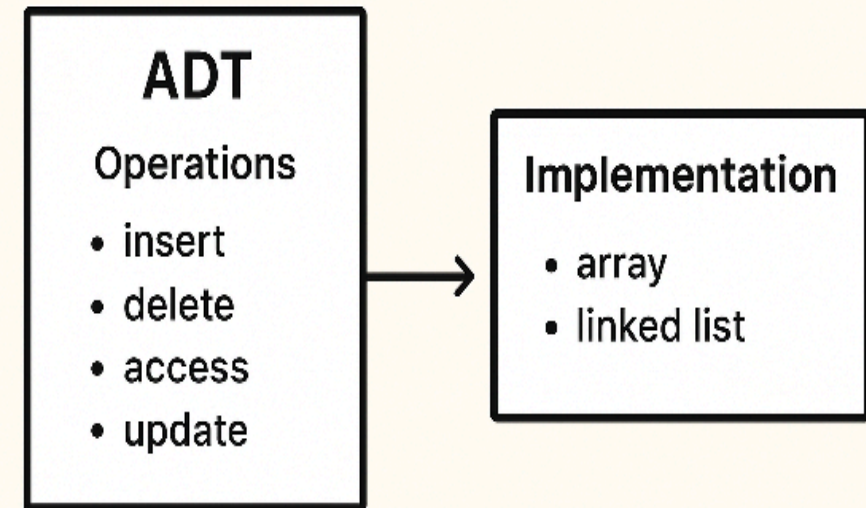 ADT
Operations
• insert
• delete
• access
• update
Implementation
• array
• linked list